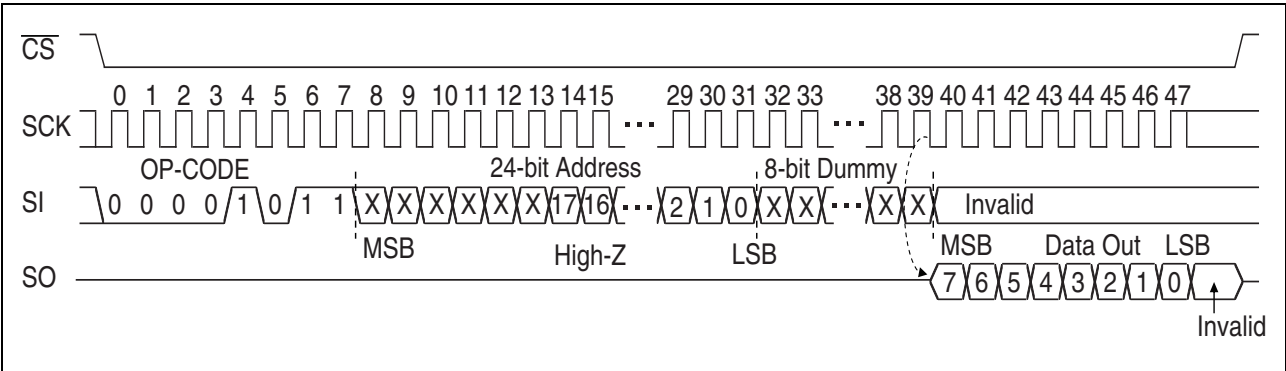 CS
0 1 2 3 4 5 6 7 8 9 10 11 12 13 14 15 29 30 31 32 33 38 39 40 41 42 43 44 45 46 47
SCK
OP-CODE 24-bit Address 8-bit Dummy
SI 0 0 0 0 1 0 1 1 X X X X X X 17 16 2 1 0 X X X X Invalid
MSB High-Z LSB MSB Data Out LSB
SO 7 6 5 4 3 2 1 0
Invalid